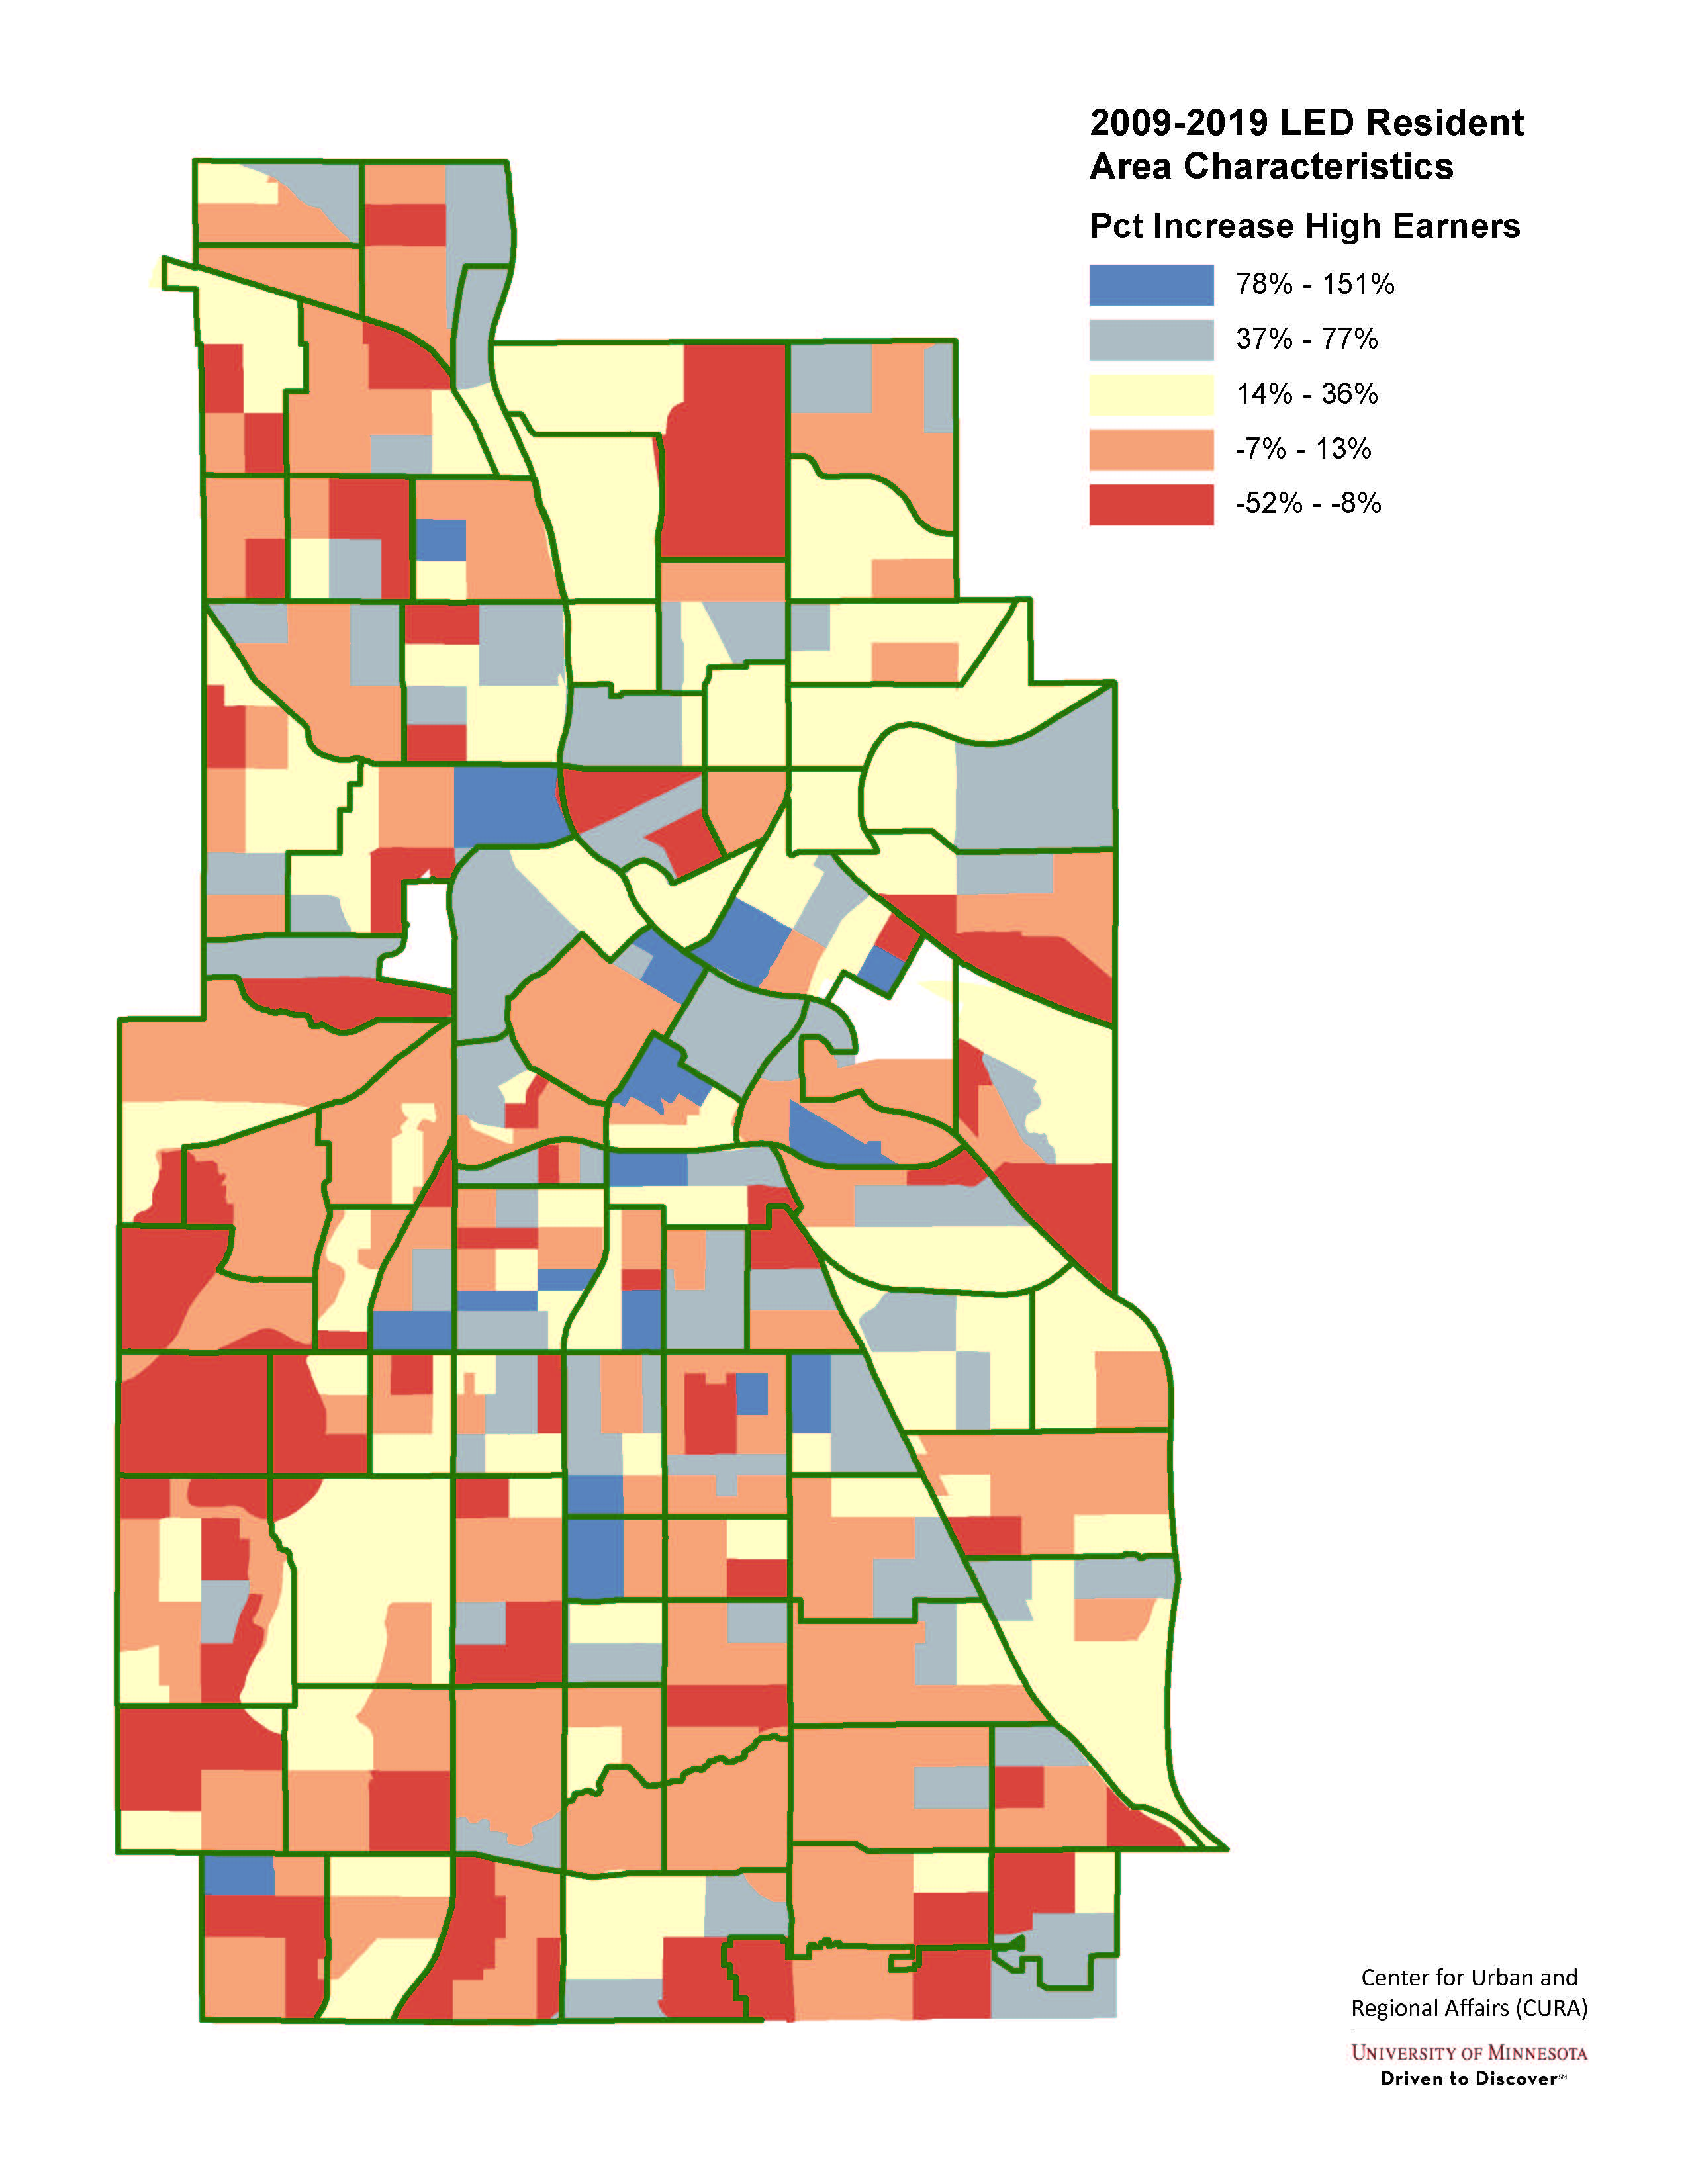 2009-2019 LED Resident
Area Characteristics
Pct Increase High Earners
78% - 151%
37% - 77%
14% - 36%
-7% - 13%
-52% - -8%
Center for Urban and
Regional Affairs (CURA)
UNIVERSITY OF MINNESOTA
Driven to Discover℠